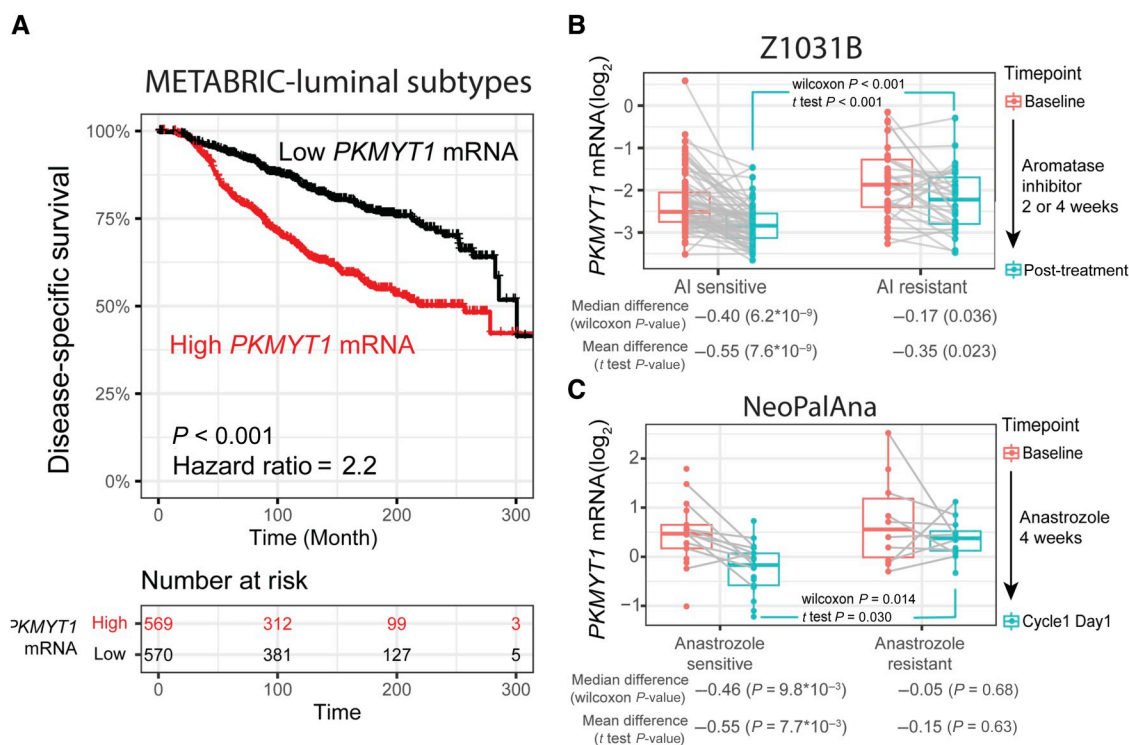 A
METABRIC-luminal subtypes
Disease-specific survival
100%
75%
50%
25%
0%
Low PKMYT1 mRNA
High PKMYT1 mRNA
P < 0.001
Hazard ratio = 2.2
0 100 200 300
Time (Month)
Number at risk
PKMYT1
mRNA
High 569 312 99 3
Low 570 381 127 5
0 100 200 300
Time
B
Z1031B
PKMYT1 mRNA(log₂)
0
−1
−2
−3
wilcoxon P < 0.001
t test P < 0.001
AI sensitive AI resistant
Timepoint
Baseline
Aromatase
inhibitor
2 or 4 weeks
Post-treatment
Median difference
(wilcoxon P-value) −0.40 (6.2*10⁻⁹) −0.17 (0.036)
Mean difference
(t test P-value) −0.55 (7.6*10⁻⁹) −0.35 (0.023)
C
NeoPalAna
PKMYT1 mRNA(log₂)
2
1
0
−1
wilcoxon P = 0.014
t test P = 0.030
Anastrozole
sensitive
Anastrozole
resistant
Timepoint
Baseline
Anastrozole
4 weeks
Cycle1 Day1
Median difference
(wilcoxon P-value) −0.46 (P = 9.8*10⁻³) −0.05 (P = 0.68)
Mean difference
(t test P-value) −0.55 (P = 7.7*10⁻³) −0.15 (P = 0.63)